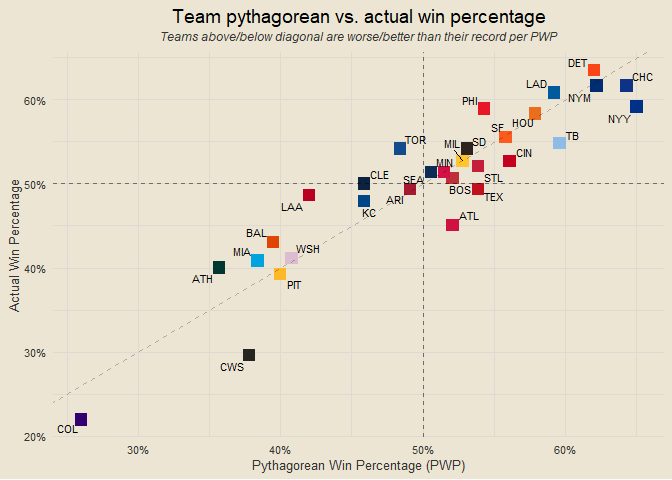 Team pythagorean vs. actual win percentage
Teams above/below diagonal are worse/better than their record per PWP
DET
CHC
LAD
NYM
60%
PHI
NYY
HOU
SF
TB
TOR
MIL
SD
CIN
MIN
CLE
SEA
STL
50%
BOS
TEX
ARI
LAA
KC
ATL
BAL
WSH
MIA
40%
ATH
PIT
CWS
30%
COL
20%
Actual Win Percentage
30%
40%
50%
60%
Pythagorean Win Percentage (PWP)